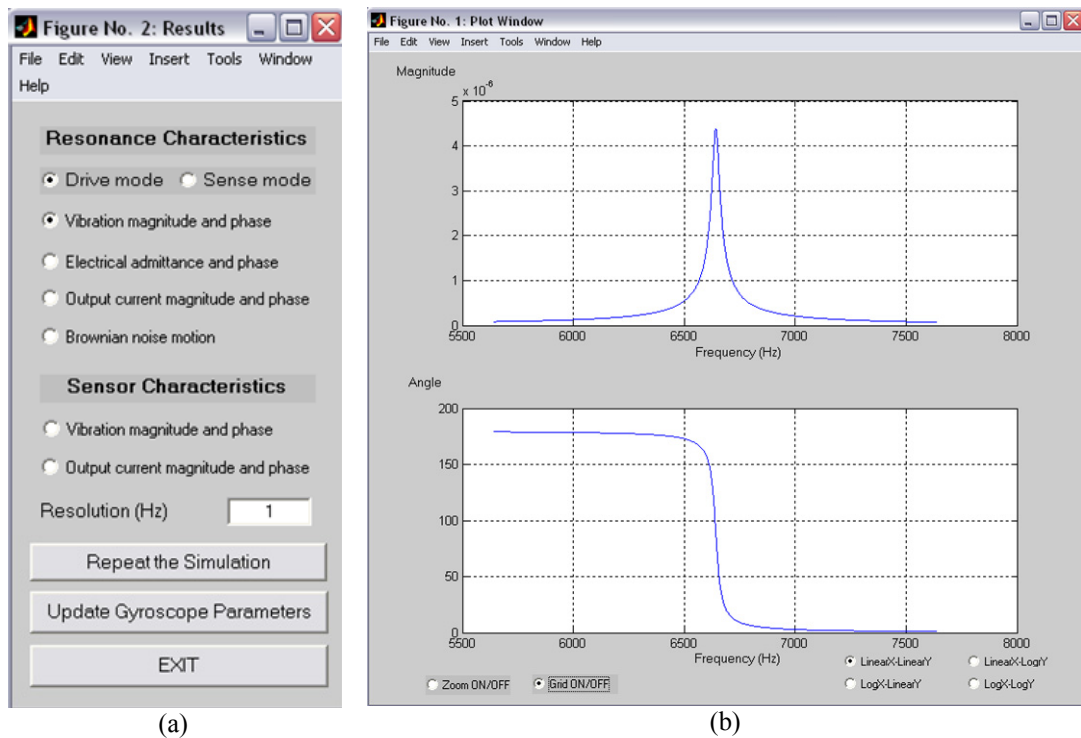 Figure No. 2: Results
File Edit View Insert Tools Window
Help
Resonance Characteristics
Drive mode Sense mode
Vibration magnitude and phase
Electrical admittance and phase
Output current magnitude and phase
Brownian noise motion
Sensor Characteristics
Vibration magnitude and phase
Output current magnitude and phase
Resolution (Hz) 1
Repeat the Simulation
Update Gyroscope Parameters
EXIT
(a)
Figure No. 1: Plot Window
File Edit View Insert Tools Window Help
Magnitude
x 10^-6
5
4
3
2
1
0
5500 6000 6500 7000 7500 8000
Frequency (Hz)
Angle
200
150
100
50
0
5500 6000 6500 7000 7500 8000
Frequency (Hz)
LinearX-LinearY LinearX-LogY
Zoom ON/OFF Grid ON/OFF LogX-LinearY LogX-LogY
(b)